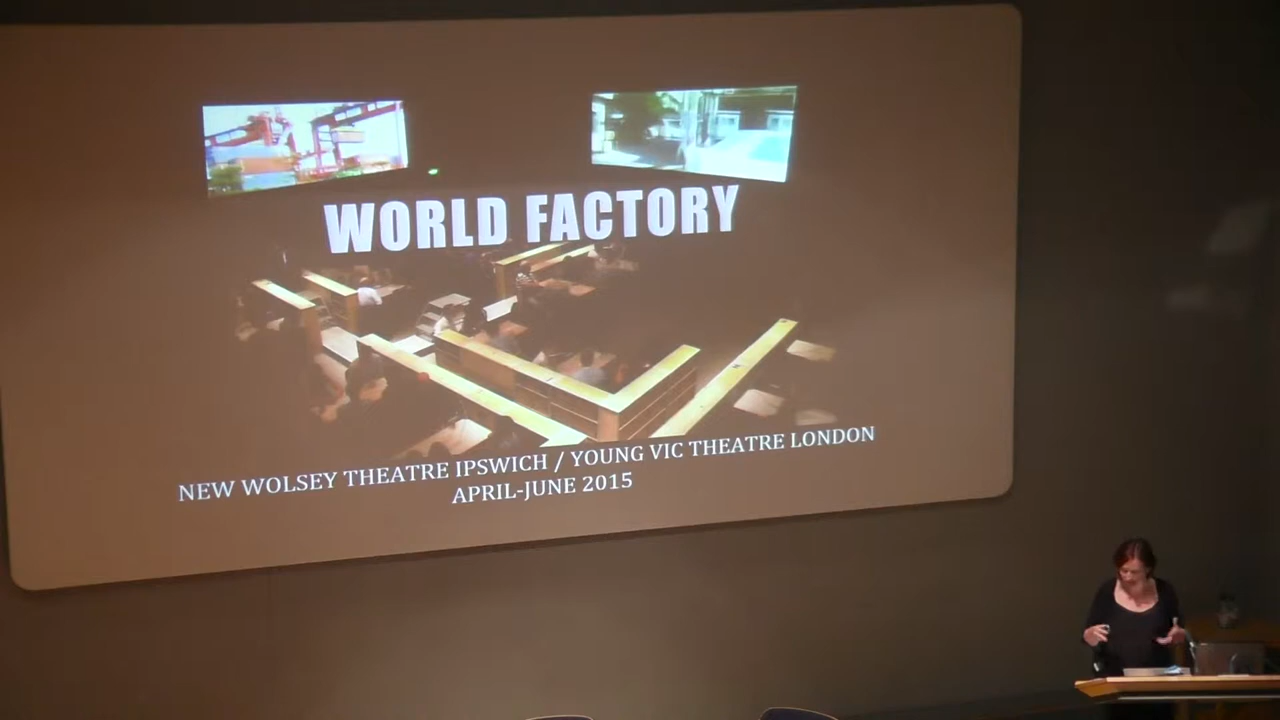 WORLD FACTORY
NEW WOLSEY THEATRE IPSWICH / YOUNG VIC THEATRE LONDON
APRIL-JUNE 2015